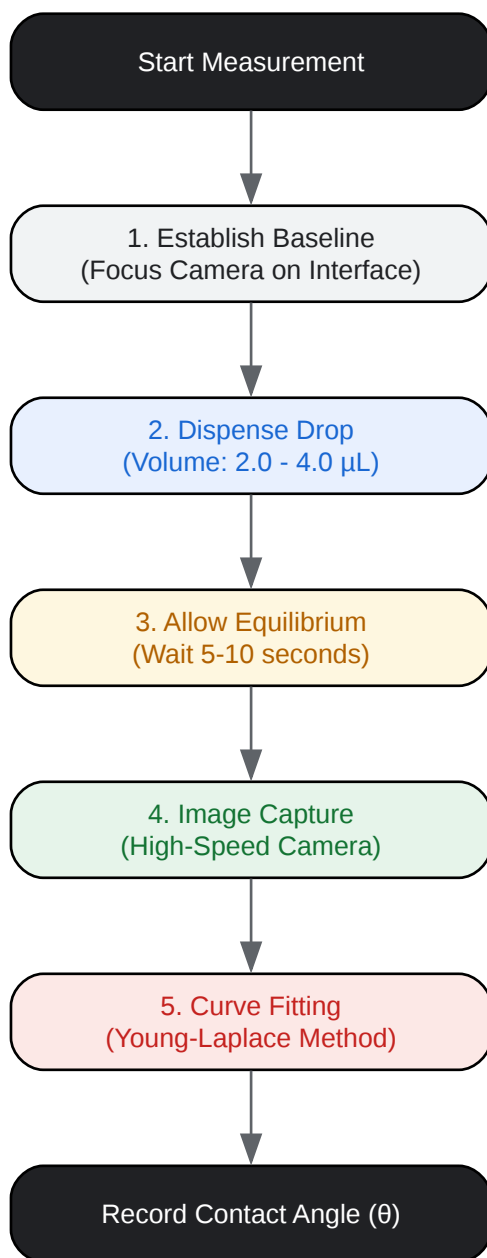 Start Measurement
1. Establish Baseline
(Focus Camera on Interface)
2. Dispense Drop
(Volume: 2.0 - 4.0 µL)
3. Allow Equilibrium
(Wait 5-10 seconds)
4. Image Capture
(High-Speed Camera)
5. Curve Fitting
(Young-Laplace Method)
Record Contact Angle (θ)